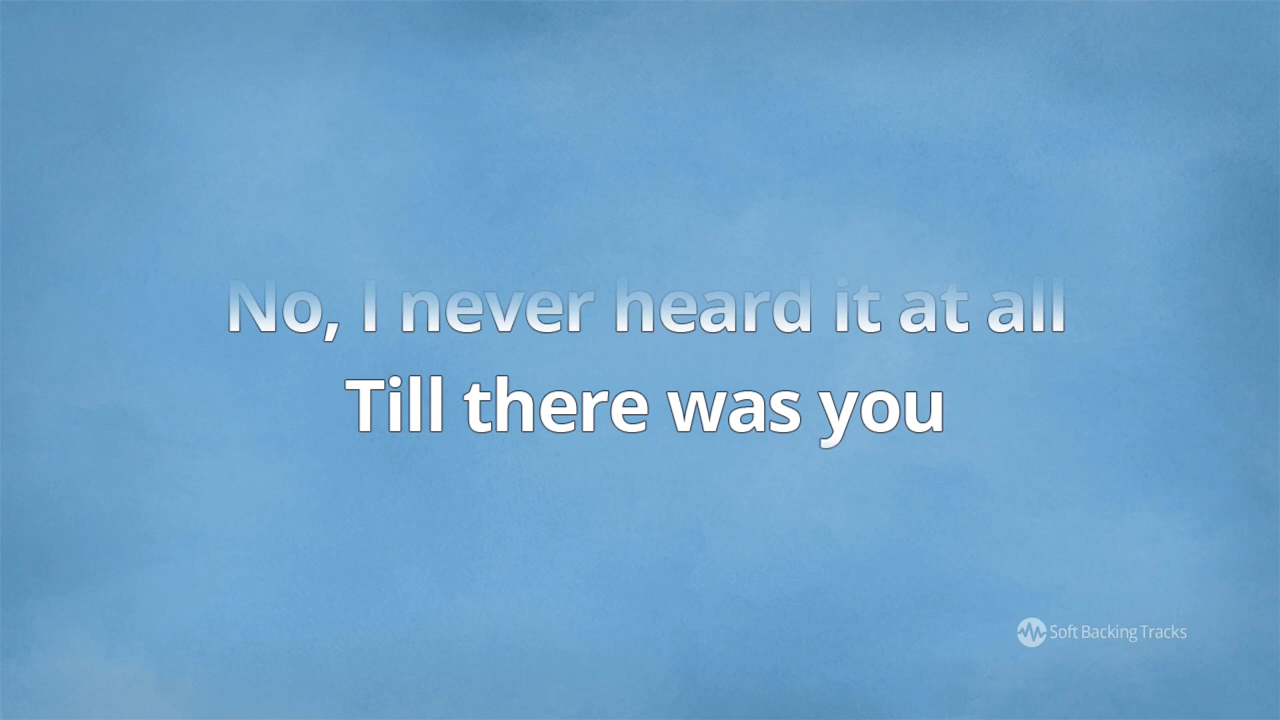 No, I never heard it at all
Till there was you
Soft Backing Tracks